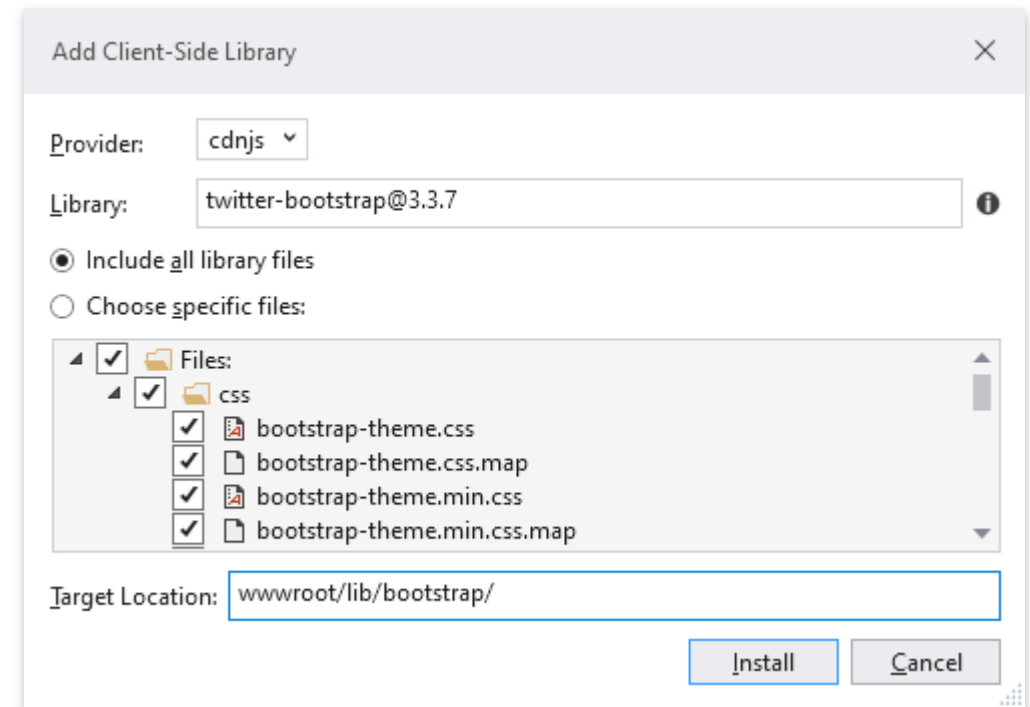 Add Client-Side Library
Provider: cdnjs
Library: twitter-bootstrap@3.3.7
Include all library files
Choose specific files:
Files:
css
bootstrap-theme.css
bootstrap-theme.css.map
bootstrap-theme.min.css
bootstrap-theme.min.css.map
Target Location: wwwroot/lib/bootstrap/
Install Cancel